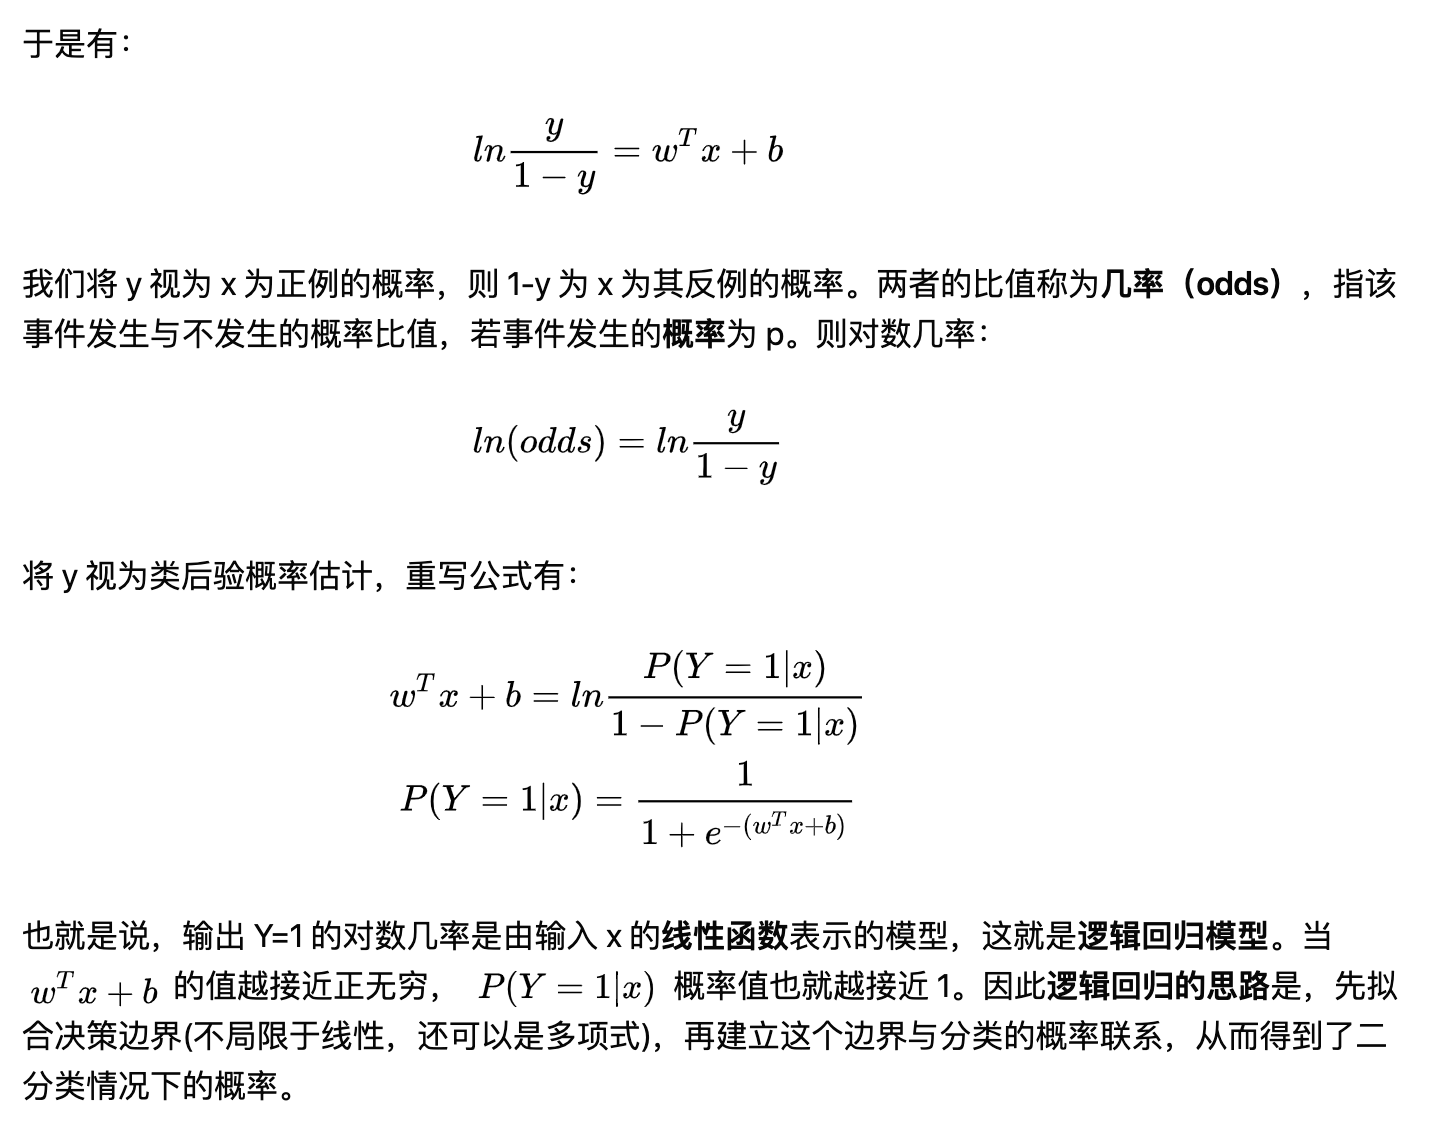 于是有：
ln y/(1 − y) = w^T x + b
我们将 y 视为 x 为正例的概率，则 1-y 为 x 为其反例的概率。两者的比值称为几率（odds），指该
事件发生与不发生的概率比值，若事件发生的概率为 p。则对数几率：
ln(odds) = ln y/(1 − y)
将 y 视为类后验概率估计，重写公式有：
w^T x + b = ln P(Y = 1|x)/(1 − P(Y = 1|x))
P(Y = 1|x) = 1/(1 + e^{−(w^T x+b)})
也就是说，输出 Y=1 的对数几率是由输入 x 的线性函数表示的模型，这就是逻辑回归模型。当
w^T x + b 的值越接近正无穷， P(Y = 1|x) 概率值也就越接近 1。因此逻辑回归的思路是，先拟
合决策边界(不局限于线性，还可以是多项式)，再建立这个边界与分类的概率联系，从而得到了二
分类情况下的概率。